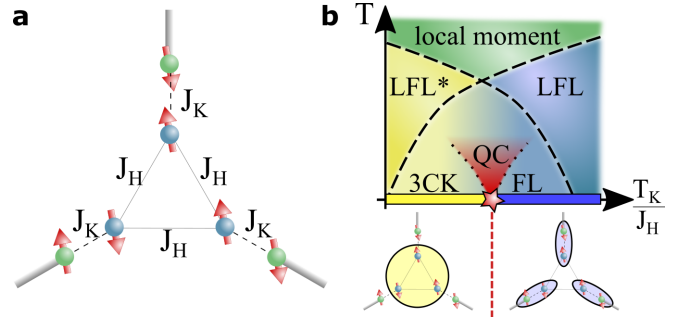 a
J_K
J_H
J_H
J_K
J_K
J_H
b
T
local moment
LFL*
LFL
QC
3CK
FL
T_K
J_H